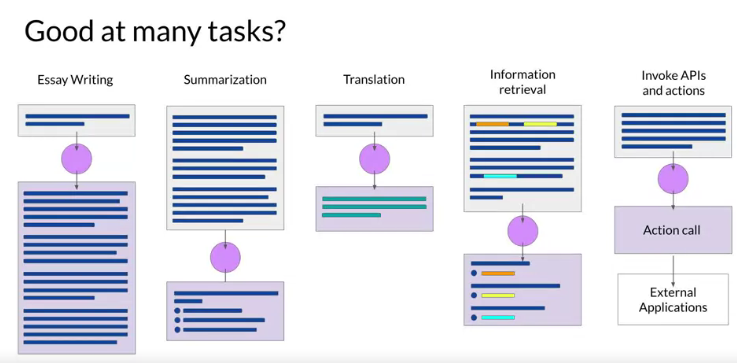 Good at many tasks?
Essay Writing
Summarization
Translation
Information
retrieval
Invoke APIs
and actions
Action call
External
Applications